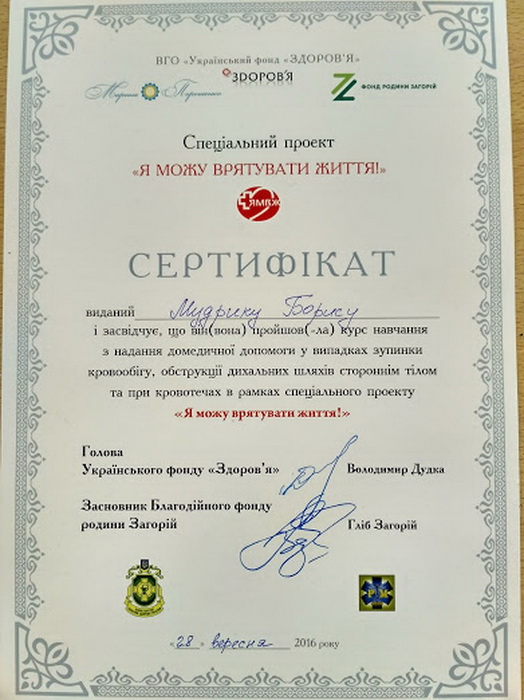 ВГО «Український фонд «ЗДОРОВ'Я»
ЗДОРОВ'Я
ФОНД РОДИНИ ЗАГОРІЙ
Спеціальний проект
«Я МОЖУ ВРЯТУВАТИ ЖИТТЯ!»
ЯМВЖ
СЕРТИФІКАТ
виданий Мудрику Борису
і засвідчує, що він(вона) пройшов(-ла) курс навчання
з надання домедичної допомоги у випадках зупинки
кровообігу, обструкції дихальних шляхів стороннім тілом
та при кровотечах в рамках спеціального проекту
«Я можу врятувати життя!»
Голова
Українського фонду «Здоров'я» Володимир Дудка
Засновник Благодійного фонду
родини Загорій Гліб Загорій
«28» вересня 2016 року